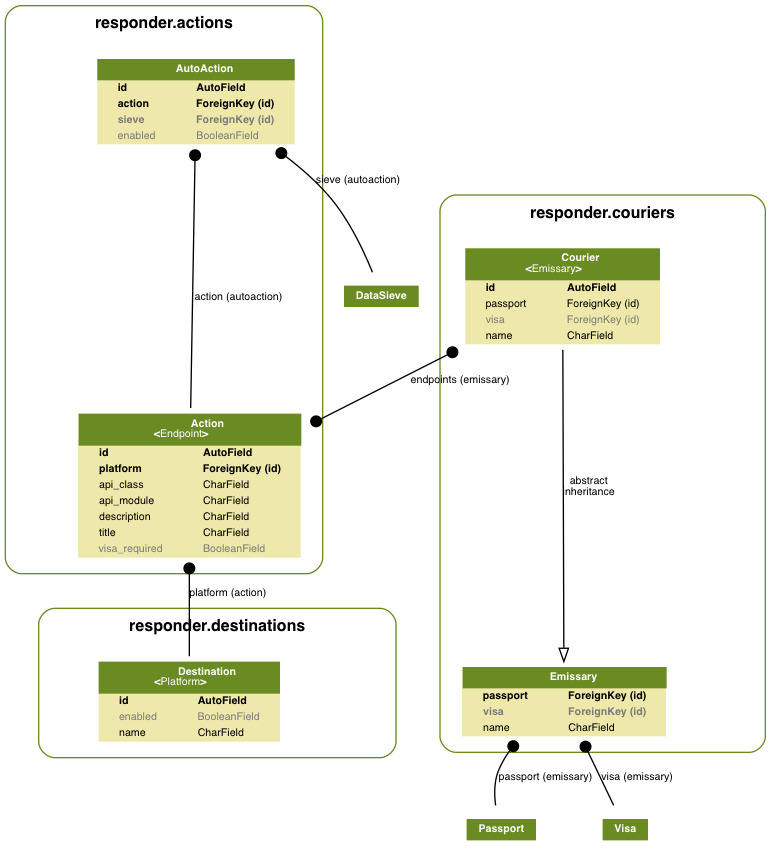 responder.actions
AutoAction
id AutoField
action ForeignKey (id)
sieve ForeignKey (id)
enabled BooleanField
sieve (autoaction)
DataSieve
action (autoaction)
Action
<Endpoint>
id AutoField
platform ForeignKey (id)
api_class CharField
api_module CharField
description CharField
title CharField
visa_required BooleanField
platform (action)
responder.destinations
Destination
<Platform>
id AutoField
enabled BooleanField
name CharField
responder.couriers
Courier
<Emissary>
id AutoField
passport ForeignKey (id)
visa ForeignKey (id)
name CharField
endpoints (emissary)
abstract
inheritance
Emissary
passport ForeignKey (id)
visa ForeignKey (id)
name CharField
passport (emissary)
visa (emissary)
Passport
Visa